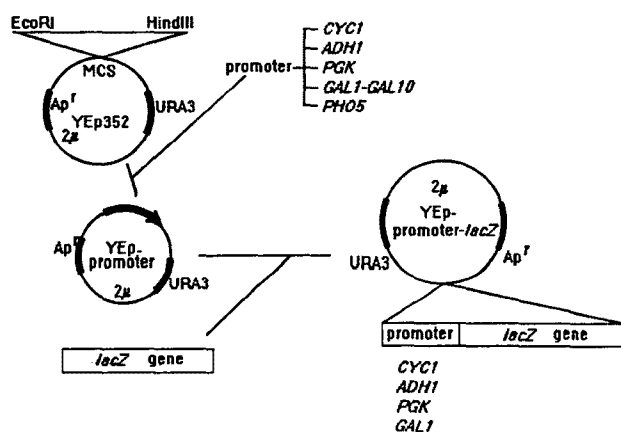 EcoRI HindIII
MCS
Apʳ
URA3
YEp352
2μ
promoter
CYC1
ADH1
PGK
GAL1-GAL10
PHO5
Apʳ
YEp-
promoter
2μ
URA3
lacZ gene
2μ
YEp-
promoter-lacZ
URA3
Apʳ
promoter lacZ gene
CYC1
ADH1
PGK
GAL1